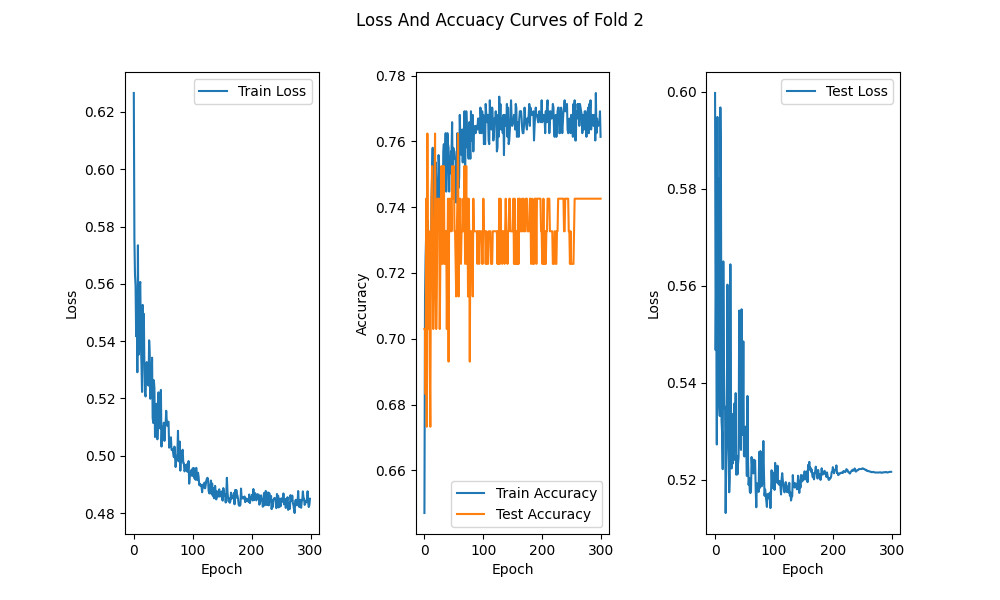 Loss And Accuacy Curves of Fold 2
Train Loss
0.62
0.60
0.58
0.56
0.54
0.52
0.50
0.48
Loss
0
100
200
300
Epoch
0.78
0.76
0.74
0.72
0.70
0.68
0.66
Accuracy
Train Accuracy
Test Accuracy
0
100
200
300
Epoch
Test Loss
0.60
0.58
0.56
0.54
0.52
Loss
0
100
200
300
Epoch